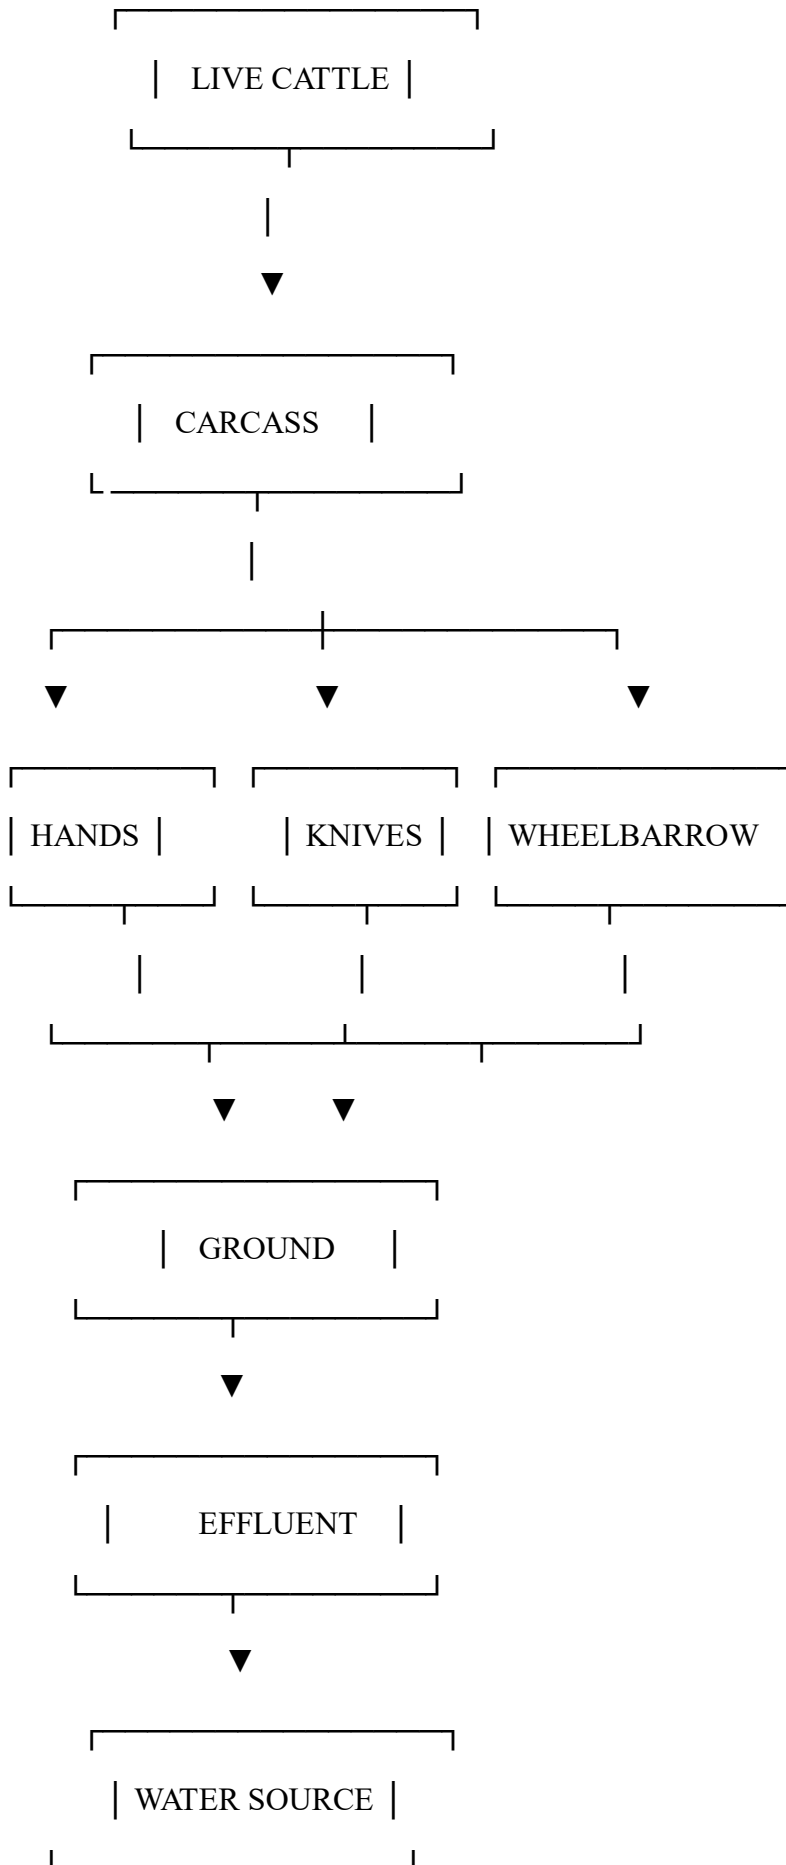 LIVE CATTLE
CARCASS
HANDS KNIVES WHEELBARROW
GROUND
EFFLUENT
WATER SOURCE